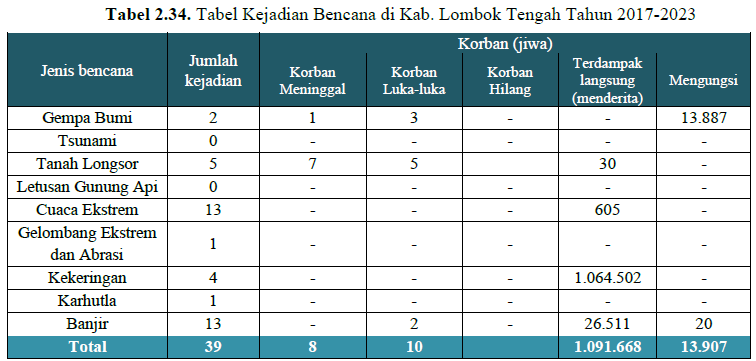 Tabel 2.34. Tabel Kejadian Bencana di Kab. Lombok Tengah Tahun 2017-2023
Jenis bencana | Jumlah kejadian | Korban (jiwa)
Korban Meninggal | Korban Luka-luka | Korban Hilang | Terdampak langsung (menderita) | Mengungsi
Gempa Bumi | 2 | 1 | 3 | - | - | 13.887
Tsunami | 0 | - | - | - | - | -
Tanah Longsor | 5 | 7 | 5 | | 30 | -
Letusan Gunung Api | 0 | - | - | - | - | -
Cuaca Ekstrem | 13 | - | - | - | 605 | -
Gelombang Ekstrem dan Abrasi | 1 | - | - | - | - | -
Kekeringan | 4 | - | - | - | 1.064.502 | -
Karhutla | 1 | - | - | - | - | -
Banjir | 13 | - | 2 | - | 26.511 | 20
Total | 39 | 8 | 10 | | 1.091.668 | 13.907